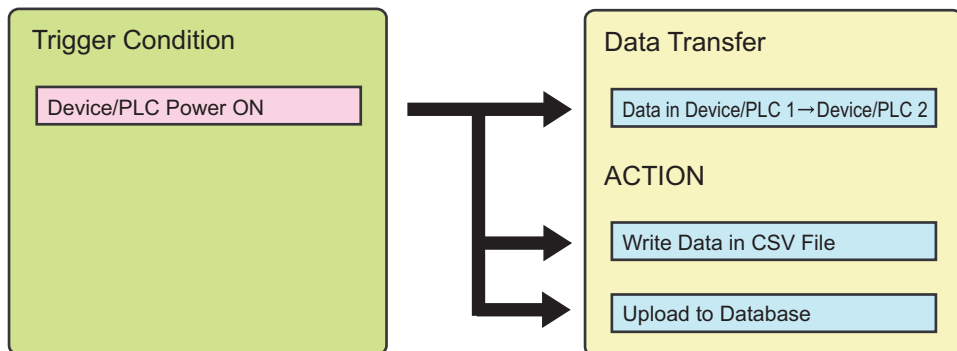 Trigger Condition
Device/PLC Power ON
Data Transfer
Data in Device/PLC 1→Device/PLC 2
ACTION
Write Data in CSV File
Upload to Database